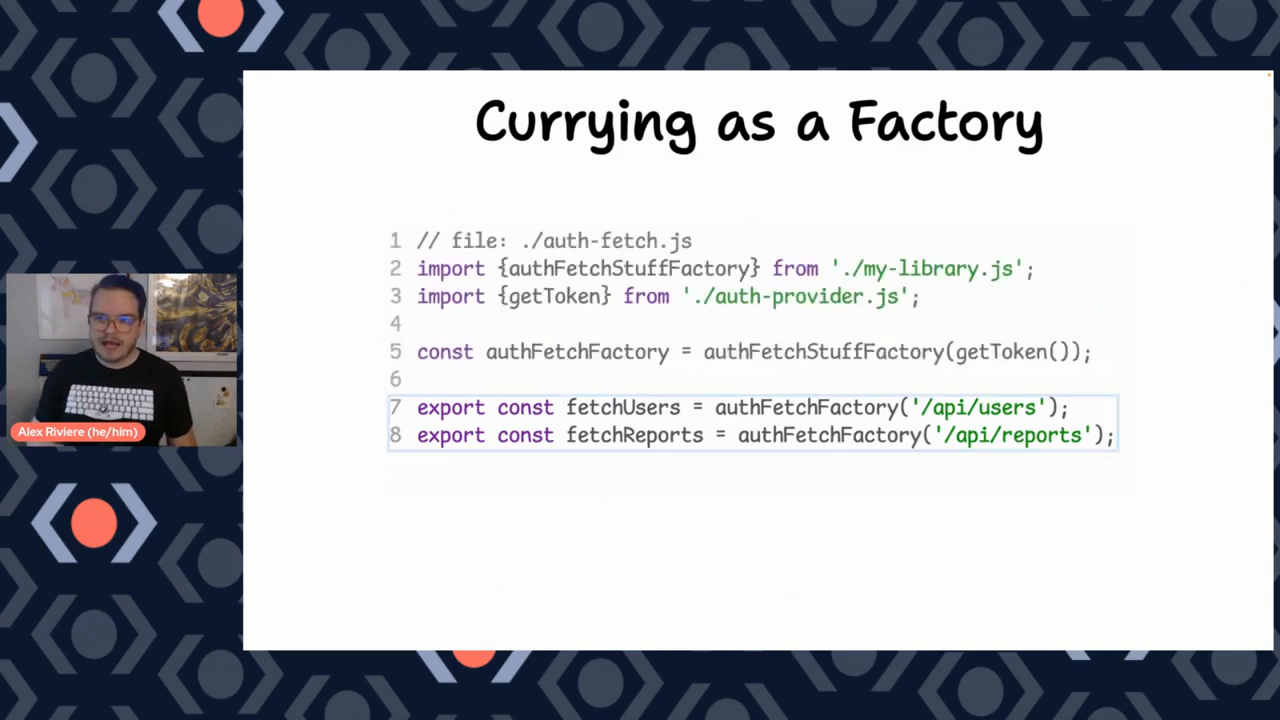 Currying as a Factory
1 // file: ./auth-fetch.js
2 import {authFetchStuffFactory} from './my-library.js';
3 import {getToken} from './auth-provider.js';
4
5 const authFetchFactory = authFetchStuffFactory(getToken());
6
7 export const fetchUsers = authFetchFactory('/api/users');
8 export const fetchReports = authFetchFactory('/api/reports');
Alex Riviere (he/him)